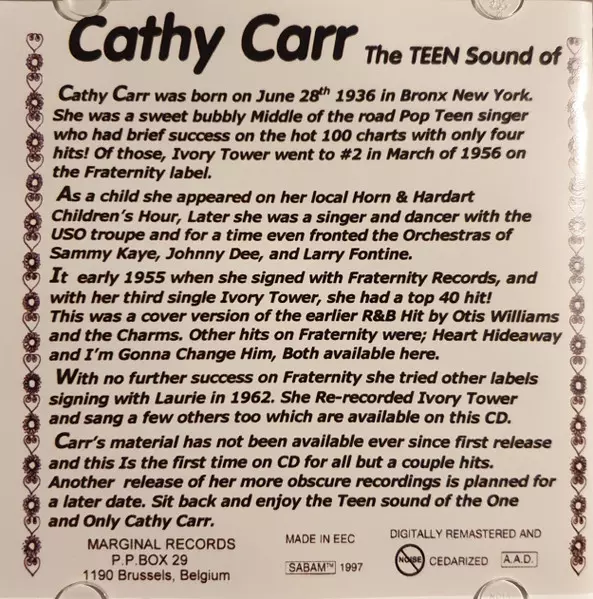 Cathy Carr The TEEN Sound of
Cathy Carr was born on June 28th 1936 in Bronx New York.
She was a sweet bubbly Middle of the road Pop Teen singer
who had brief success on the hot 100 charts with only four
hits! Of those, Ivory Tower went to #2 in March of 1956 on
the Fraternity label.
As a child she appeared on her local Horn & Hardart
Children's Hour, Later she was a singer and dancer with the
USO troupe and for a time even fronted the Orchestras of
Sammy Kaye, Johnny Dee, and Larry Fontine.
It early 1955 when she signed with Fraternity Records, and
with her third single Ivory Tower, she had a top 40 hit!
This was a cover version of the earlier R&B Hit by Otis Williams
and the Charms. Other hits on Fraternity were; Heart Hideaway
and I'm Gonna Change Him, Both available here.
With no further success on Fraternity she tried other labels
signing with Laurie in 1962. She Re-recorded Ivory Tower
and sang a few others too which are available on this CD.
Carr's material has not been available ever since first release
and this Is the first time on CD for all but a couple hits.
Another release of her more obscure recordings is planned for
a later date. Sit back and enjoy the Teen sound of the One
and Only Cathy Carr.
MARGINAL RECORDS
P.P.BOX 29
1190 Brussels, Belgium
MADE IN EEC
SABAM™ 1997
DIGITALLY REMASTERED AND
NOISE CEDARIZED A.A.D.